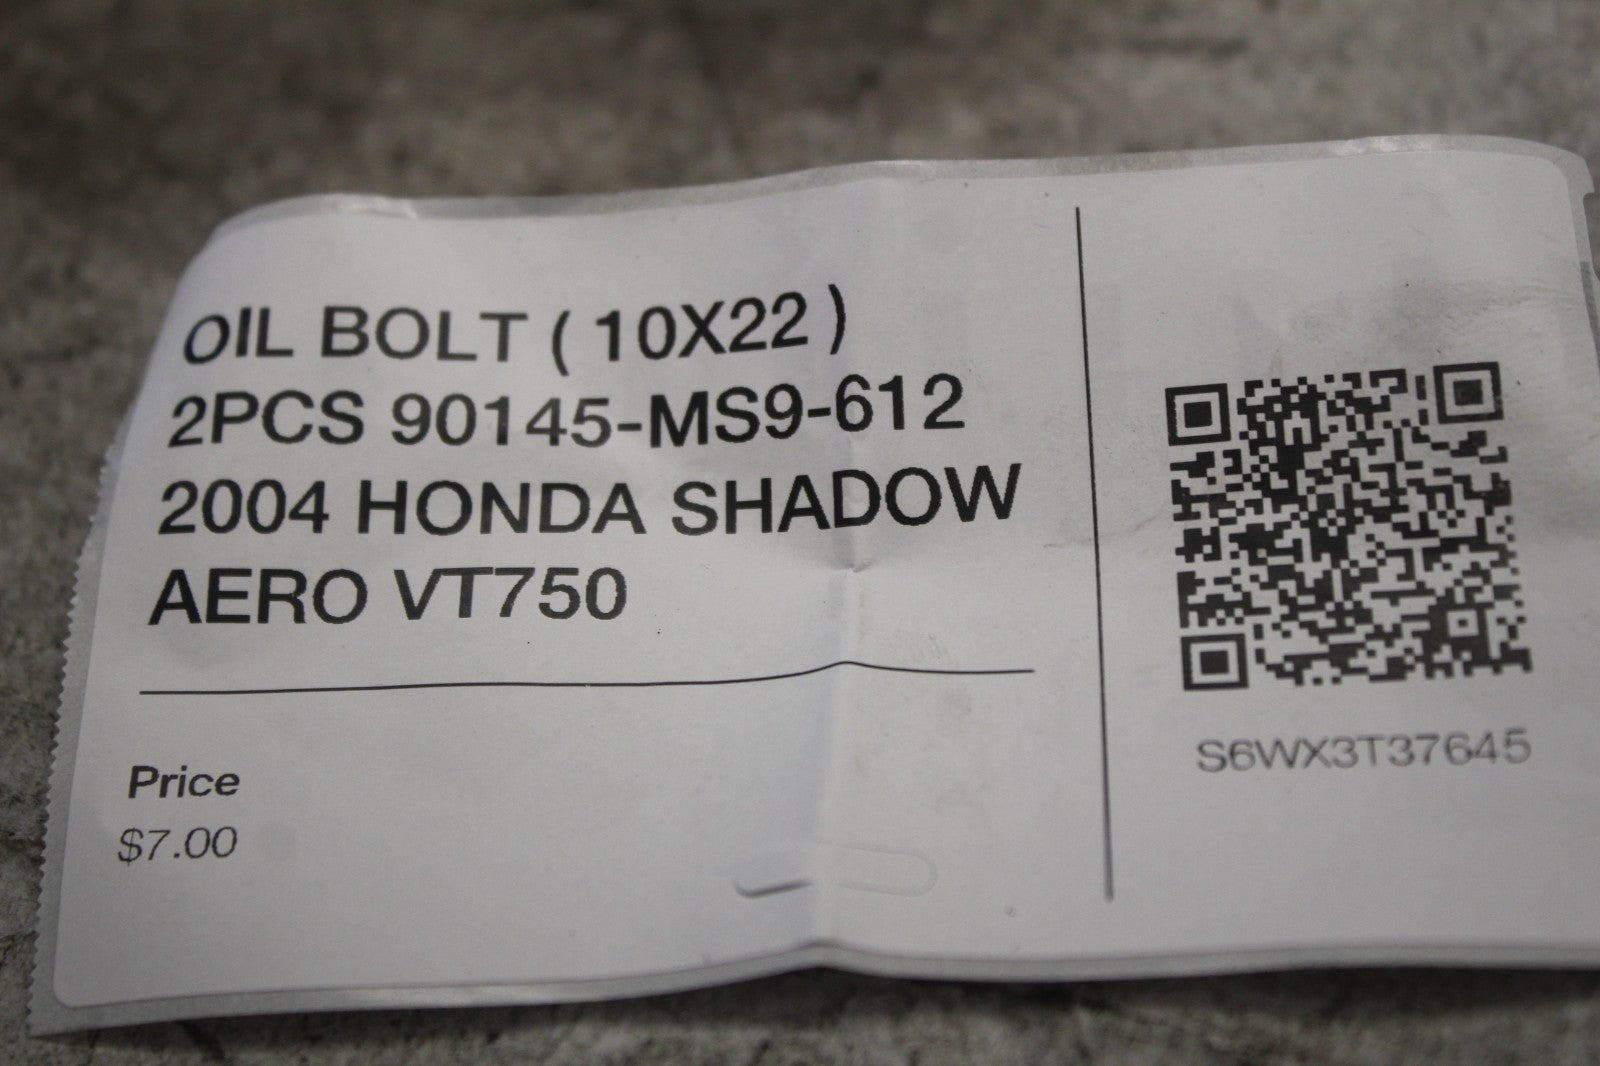 OIL BOLT ( 10X22 )
2PCS 90145-MS9-612
2004 HONDA SHADOW
AERO VT750
Price
$7.00
S6WX3T37645